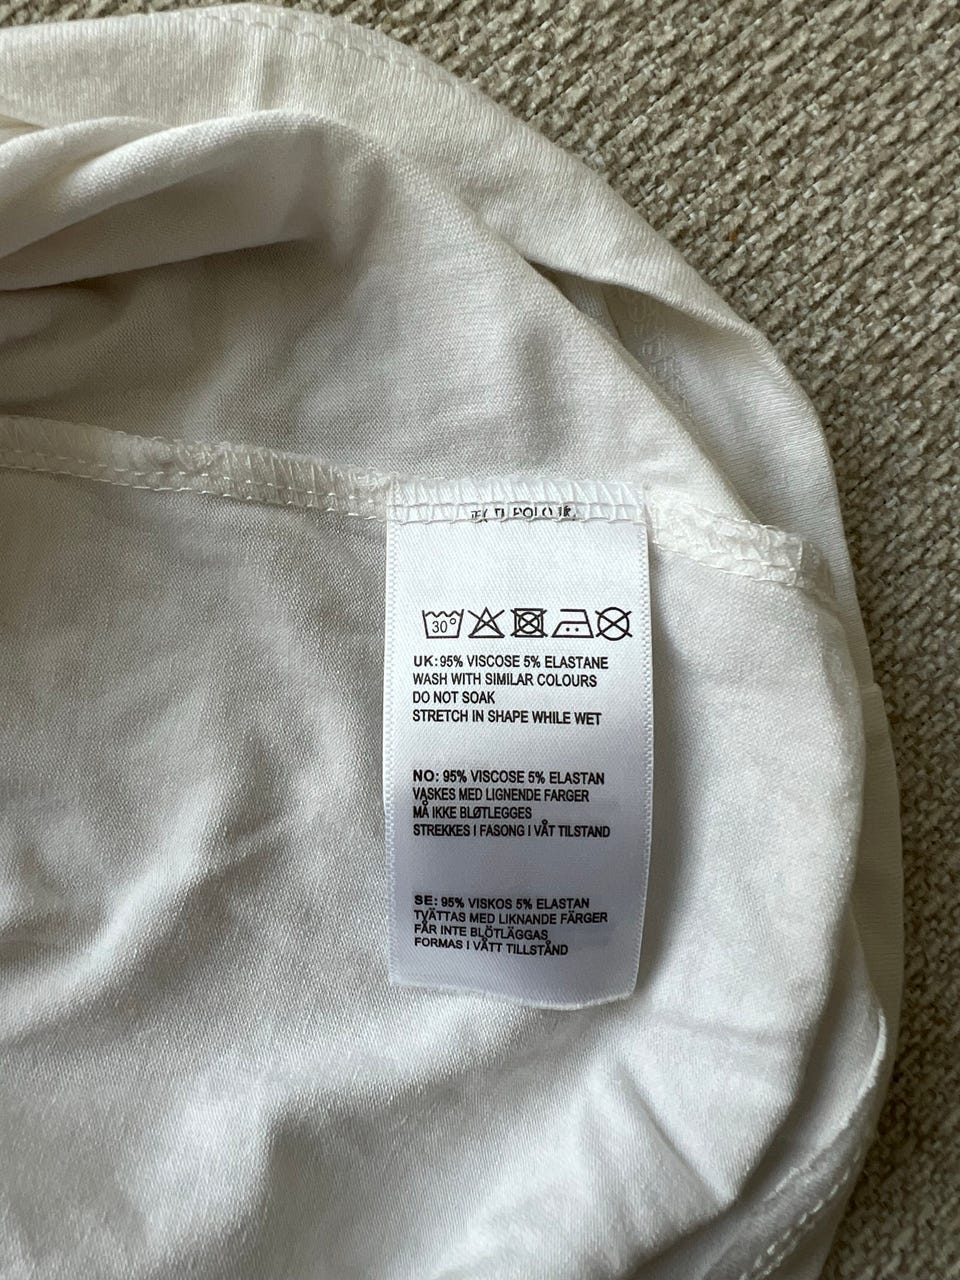 30°
UK: 95% VISCOSE 5% ELASTANE
WASH WITH SIMILAR COLOURS
DO NOT SOAK
STRETCH IN SHAPE WHILE WET
NO: 95% VISCOSE 5% ELASTAN
VASKES MED LIGNENDE FARGER
MÅ IKKE BLØTLEGGES
STREKKES I FASONG I VÅT TILSTAND
SE: 95% VISKOS 5% ELASTAN
TVÄTTAS MED LIKNANDE FÄRGER
FÅR INTE BLÖTLÄGGAS
FORMAS I VÅTT TILLSTÅND